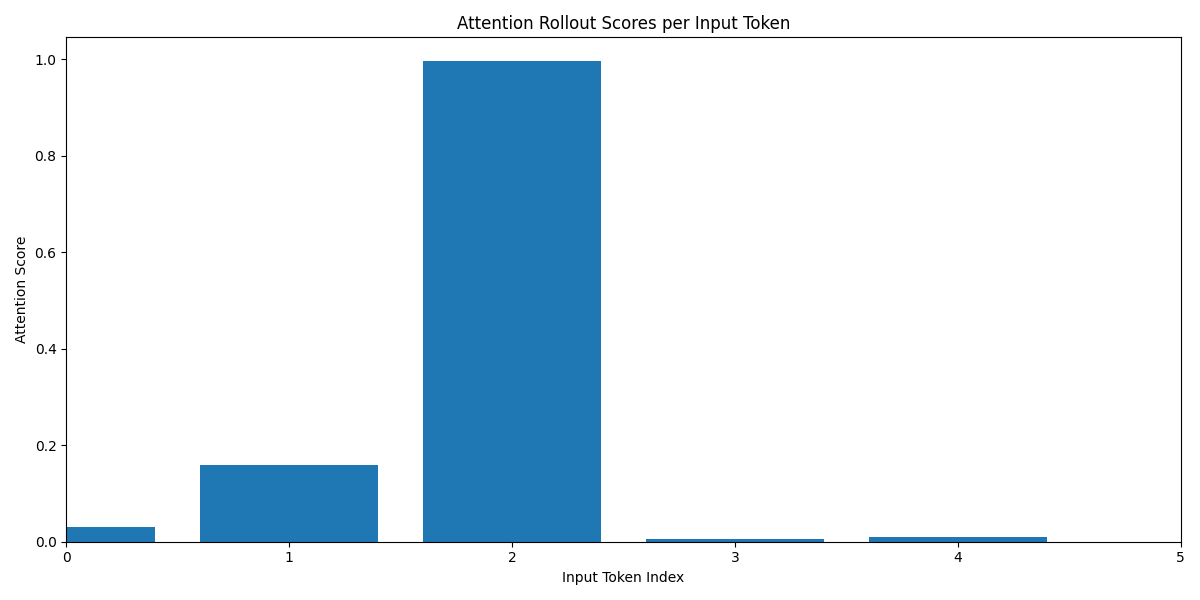 Attention Rollout Scores per Input Token
1.0
0.8
0.6
0.4
0.2
0.0
Attention Score
0 1 2 3 4 5
Input Token Index